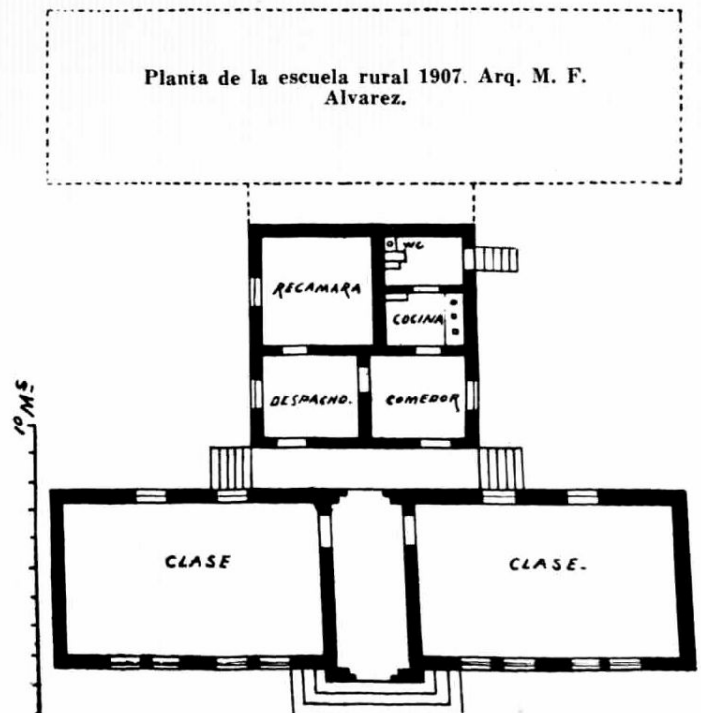 Planta de la escuela rural 1907. Arq. M. F.
Alvarez.
WC
RECAMARA
COCINA
DESPACHO.
COMEDOR
10 Ms
CLASE
CLASE.